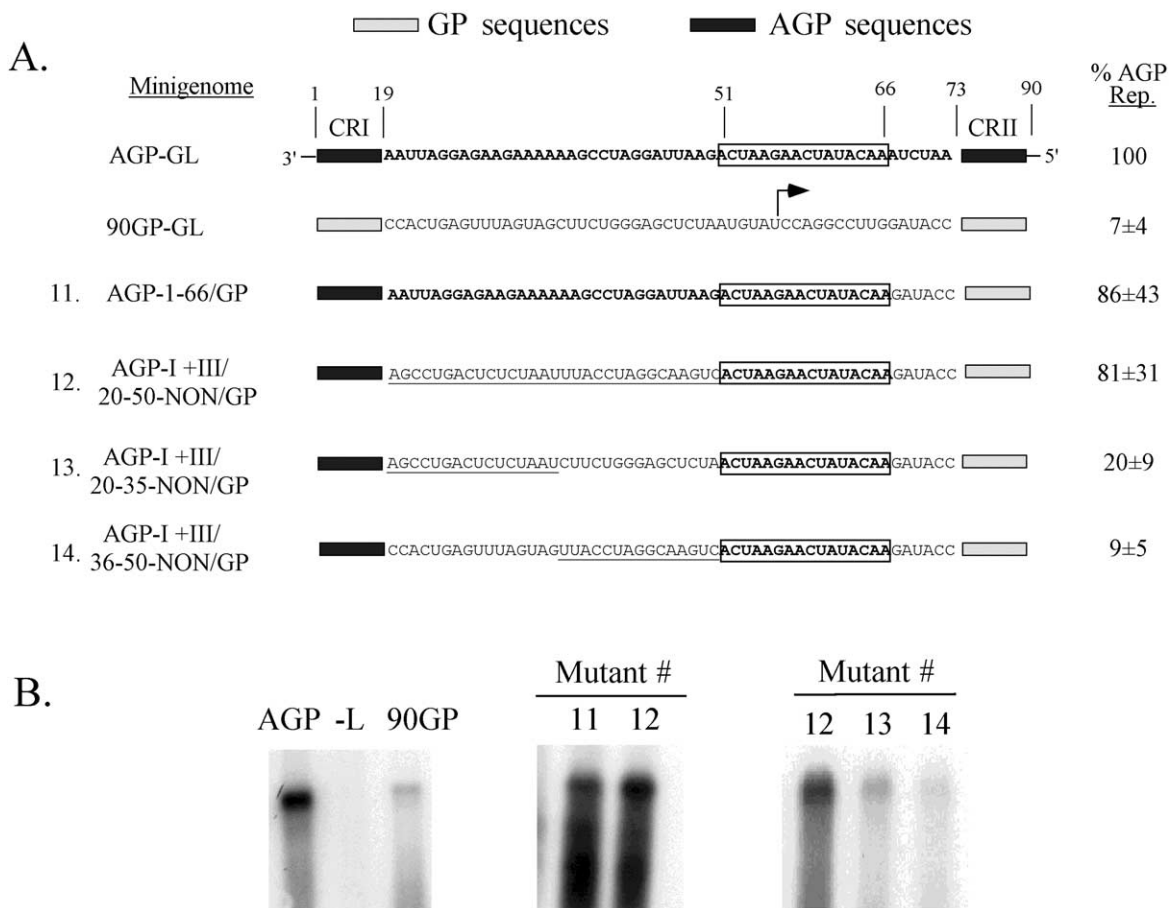 GP sequences AGP sequences
A.
Minigenome 1 19 51 66 73 90 % AGP Rep.
CRI CRII
AGP-GL 3' AAUUAGGAGAAGAAAAAAGCCUAGGAUUAAGACUAAGAACUAUACAAAUCUAA 5' 100
90GP-GL CCACUGAGUUUAGUAGCUUCUGGGAGCUCUAAUGUAUCCAGGCCUUGGAUACC 7±4
11. AGP-1-66/GP AAUUAGGAGAAGAAAAAAGCCUAGGAUUAAGACUAAGAACUAUACAAGAUACC 86±43
12. AGP-I +III/
20-50-NON/GP AGCCUGACUCUCUAAUUUACCUAGGCAAGUCACUAAGAACUAUACAAGAUACC 81±31
13. AGP-I +III/
20-35-NON/GP AGCCUGACUCUCUAAUCUUCUGGGAGCUCUAACUAAGAACUAUACAAGAUACC 20±9
14. AGP-I +III/
36-50-NON/GP CCACUGAGUUUAGUAGUUACCUAGGCAAGUCACUAAGAACUAUACAAGAUACC 9±5
B.
Mutant # Mutant #
AGP -L 90GP 11 12 12 13 14